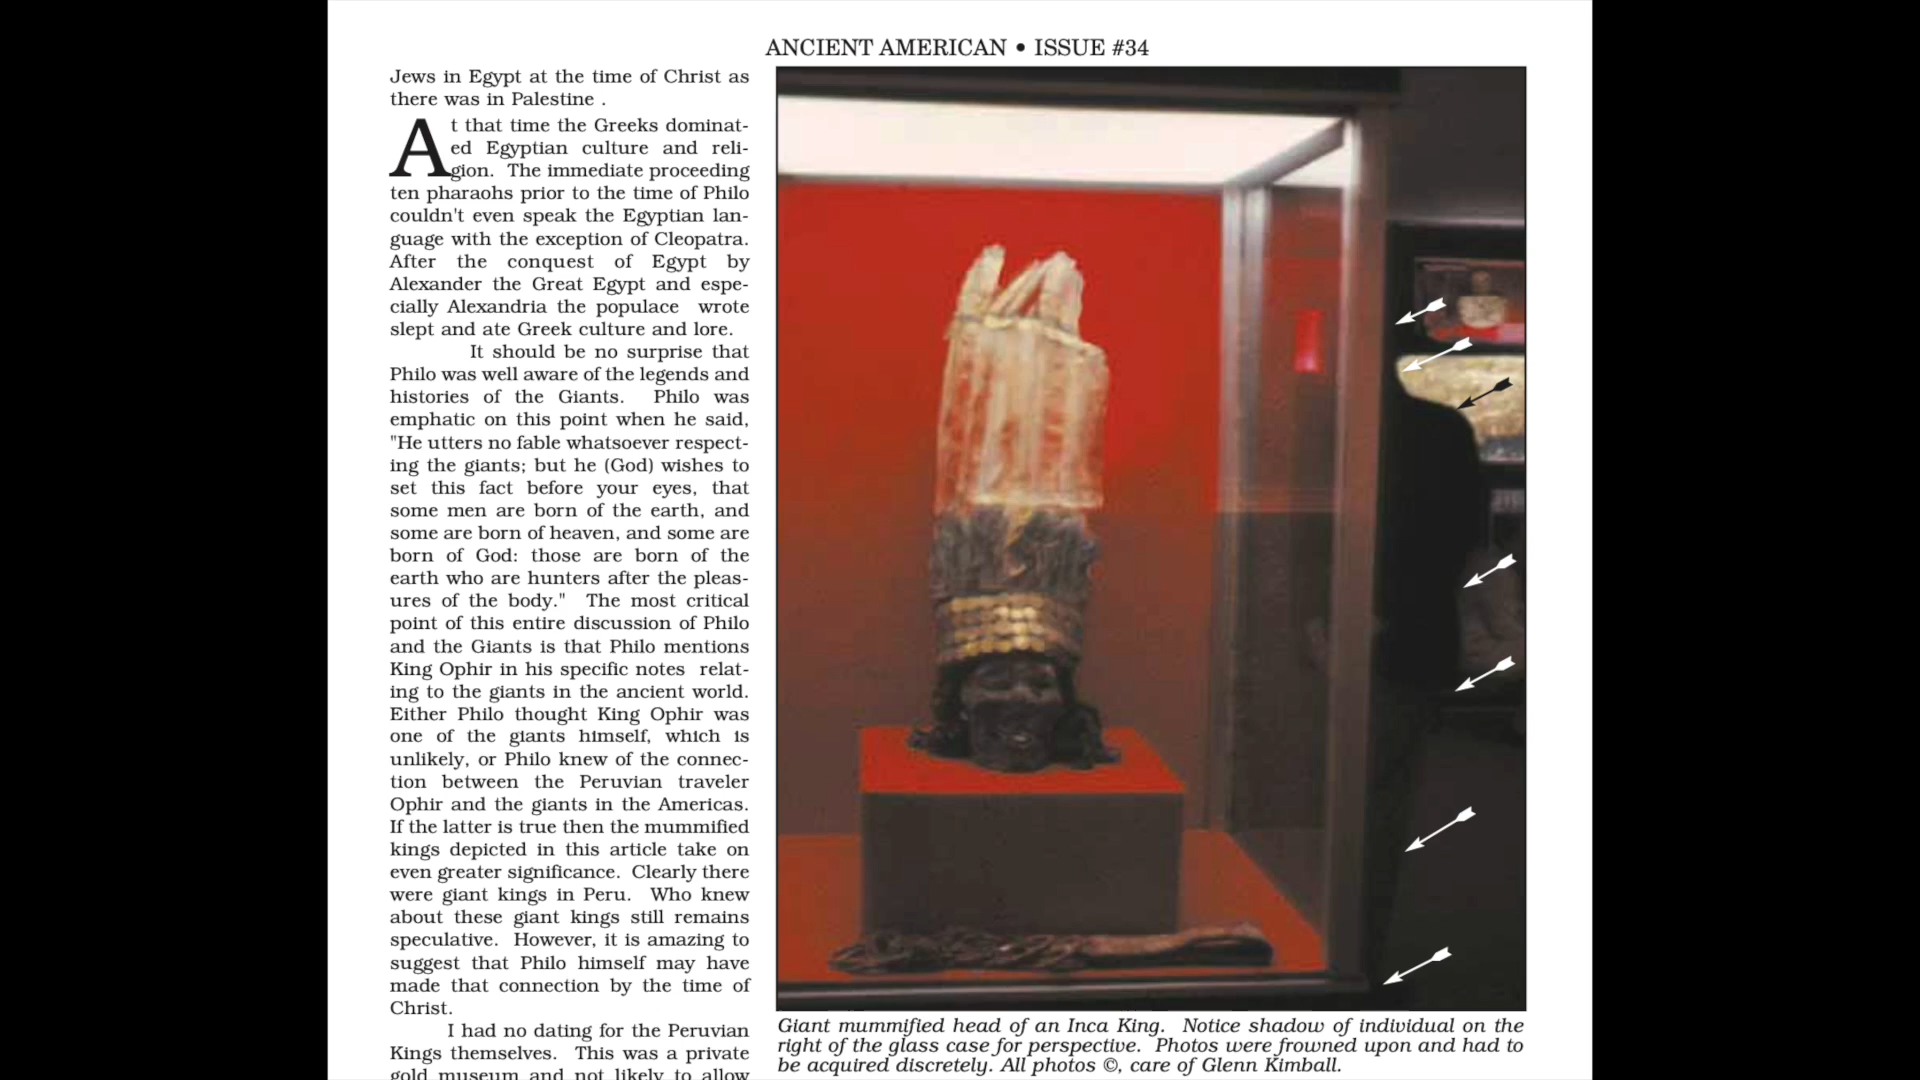 ANCIENT AMERICAN • ISSUE #34
Jews in Egypt at the time of Christ as
there was in Palestine .
At that time the Greeks dominat-
ed Egyptian culture and reli-
gion. The immediate proceeding
ten pharaohs prior to the time of Philo
couldn't even speak the Egyptian lan-
guage with the exception of Cleopatra.
After the conquest of Egypt by
Alexander the Great Egypt and espe-
cially Alexandria the populace wrote
slept and ate Greek culture and lore.
It should be no surprise that
Philo was well aware of the legends and
histories of the Giants. Philo was
emphatic on this point when he said,
"He utters no fable whatsoever respect-
ing the giants; but he (God) wishes to
set this fact before your eyes, that
some men are born of the earth, and
some are born of heaven, and some are
born of God: those are born of the
earth who are hunters after the pleas-
ures of the body." The most critical
point of this entire discussion of Philo
and the Giants is that Philo mentions
King Ophir in his specific notes relat-
ing to the giants in the ancient world.
Either Philo thought King Ophir was
one of the giants himself, which is
unlikely, or Philo knew of the connec-
tion between the Peruvian traveler
Ophir and the giants in the Americas.
If the latter is true then the mummified
kings depicted in this article take on
even greater significance. Clearly there
were giant kings in Peru. Who knew
about these giant kings still remains
speculative. However, it is amazing to
suggest that Philo himself may have
made that connection by the time of
Christ.
I had no dating for the Peruvian
Kings themselves. This was a private
gold museum and not likely to allow
Giant mummified head of an Inca King. Notice shadow of individual on the
right of the glass case for perspective. Photos were frowned upon and had to
be acquired discretely. All photos ©, care of Glenn Kimball.